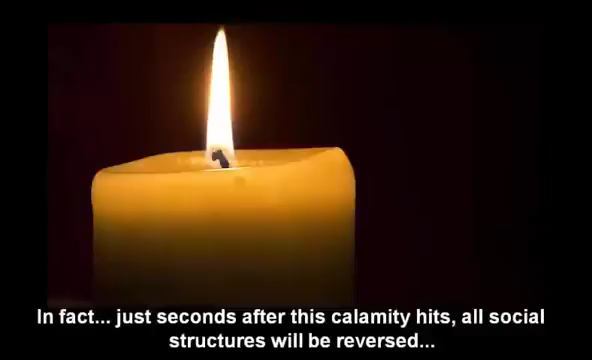 In fact... just seconds after this calamity hits, all social
structures will be reversed...